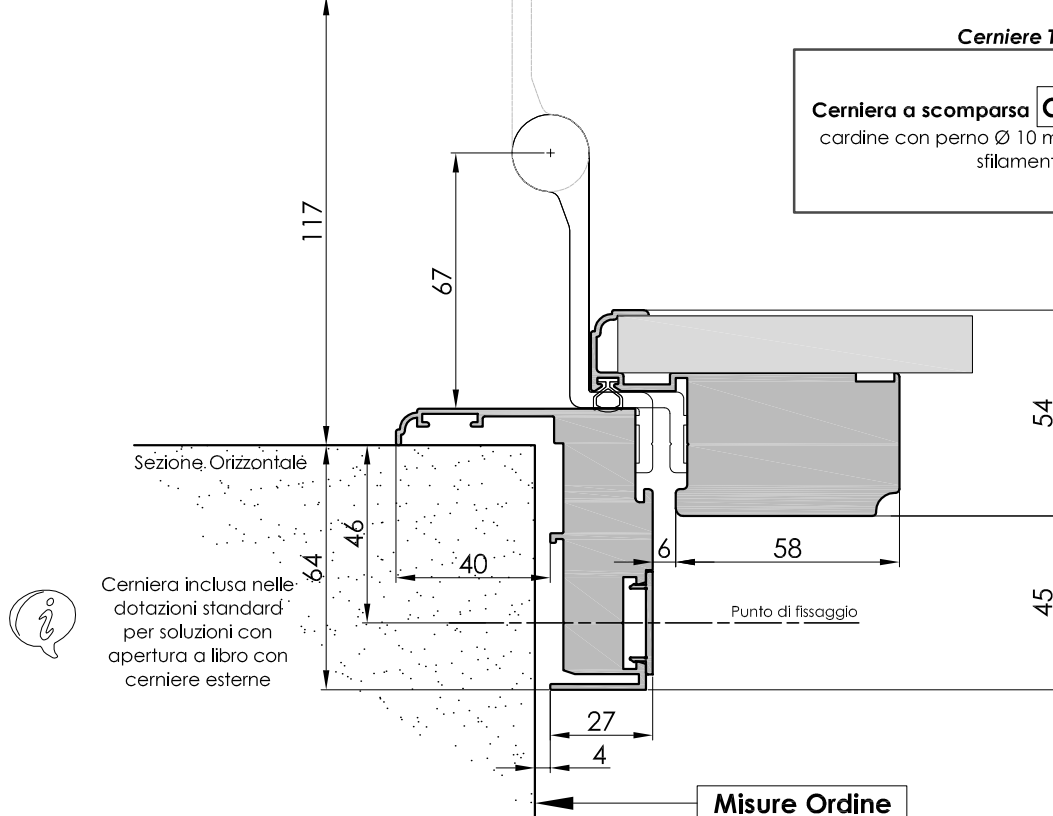 Cerniere
Cerniera a scomparsa
cardine con perno Ø 10
sfilament
117
67
54
Sezione Orizzontale
46
64
40
6
58
45
Cerniera inclusa nelle
dotazioni standard
per soluzioni con
apertura a libro con
cerniere esterne
Punto di fissaggio
27
4
Misure Ordine